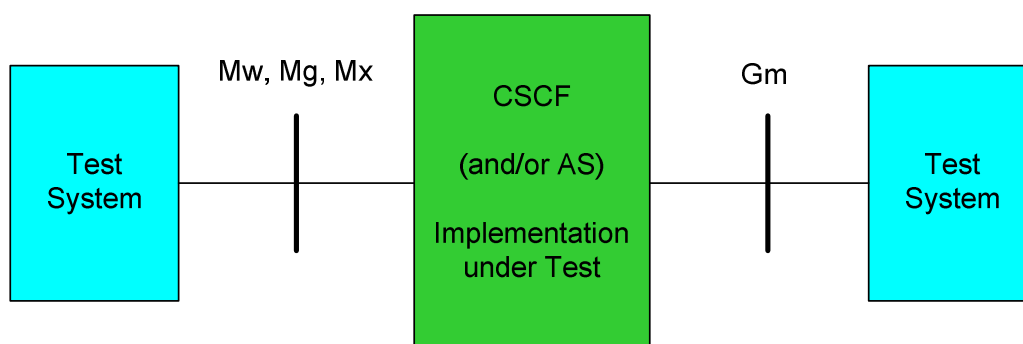 Test
System
Mw, Mg, Mx
CSCF
(and/or AS)
Implementation
under Test
Gm
Test
System